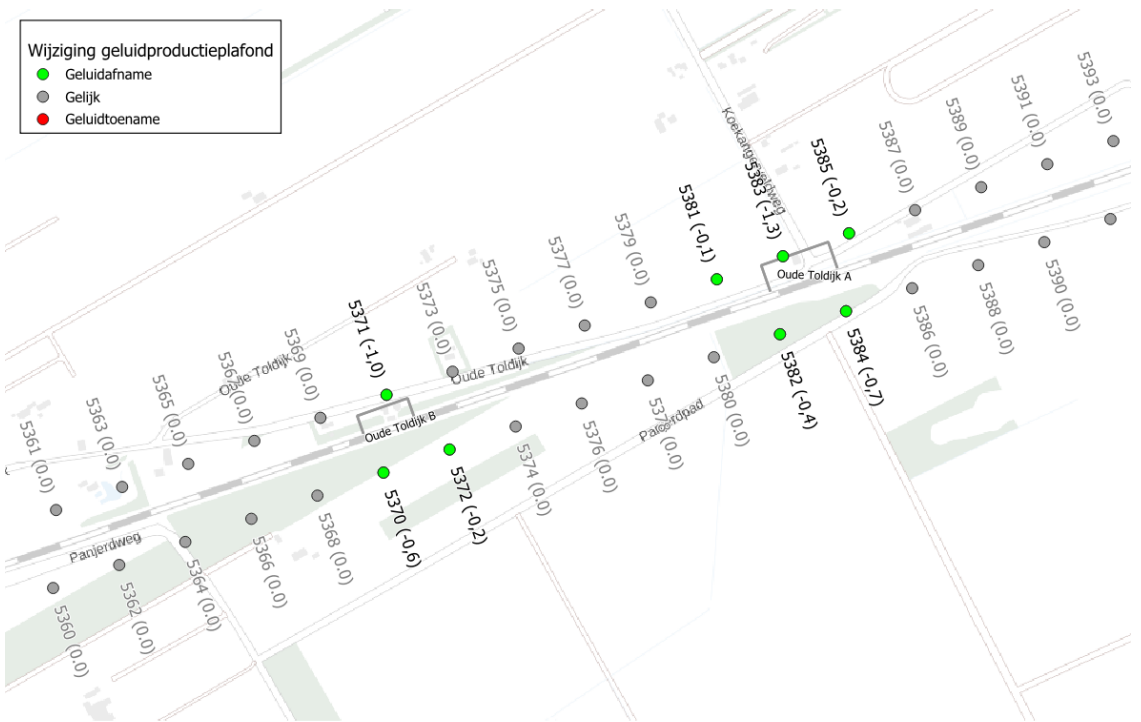 Wijziging geluidproductieplafond
Geluidafname
Gelijk
Geluidtoename
5393 (0.0)
5391 (0.0)
5389 (0.0)
5387 (0.0)
Koekangerveldweg
5385 (-0,2)
5383 (-1,3)
5381 (-0,1)
5379 (0.0)
5377 (0.0)
5375 (0.0)
5373 (0.0)
5371 (-1,0)
5369 (0.0)
5367 (0.0)
5365 (0.0)
5363 (0.0)
5361 (0.0)
Oude Toldijk A
Oude Toldijk
Oude Toldijk
Oude Toldijk B
Paardpad
Panjerdweg
5390 (0.0)
5388 (0.0)
5386 (0.0)
5384 (-0,7)
5382 (-0,4)
5380 (0.0)
5376 (0.0)
5374 (0.0)
5372 (-0,2)
5370 (-0,6)
5368 (0.0)
5366 (0.0)
5364 (0.0)
5362 (0.0)
5360 (0.0)